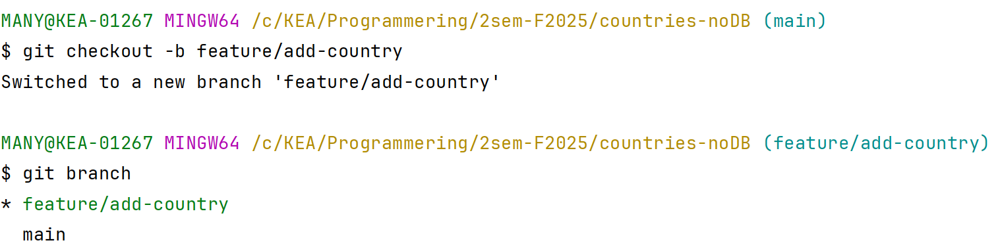 MANY@KEA-01267 MINGW64 /c/KEA/Programmering/2sem-F2025/countries-noDB (main)
$ git checkout -b feature/add-country
Switched to a new branch 'feature/add-country'
MANY@KEA-01267 MINGW64 /c/KEA/Programmering/2sem-F2025/countries-noDB (feature/add-country)
$ git branch
* feature/add-country
  main